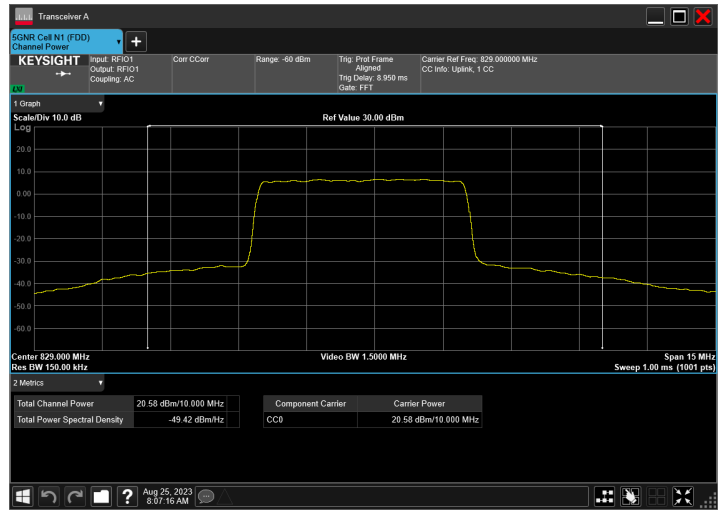 Transceiver A
5GNR Cell N1 (FDD)
Channel Power
KEYSIGHT
LXI
Input: RFIO1
Output: RFIO1
Coupling: AC
Corr CCorr
Range: -60 dBm
Trig: Prot Frame
Aligned
Trig Delay: 8.950 ms
Gate: FFT
Carrier Ref Freq: 829.000000 MHz
CC Info: Uplink, 1 CC
1 Graph
Scale/Div 10.0 dB
Ref Value 30.00 dBm
Log
20.0
10.0
0.00
-10.0
-20.0
-30.0
-40.0
-50.0
-60.0
Center 829.000 MHz
Video BW 1.5000 MHz
Span 15 MHz
Res BW 150.00 kHz
Sweep 1.00 ms (1001 pts)
2 Metrics
Total Channel Power 20.58 dBm/10.000 MHz
Total Power Spectral Density -49.42 dBm/Hz
Component Carrier Carrier Power
CC0 20.58 dBm/10.000 MHz
?
Aug 25, 2023
8:07:16 AM